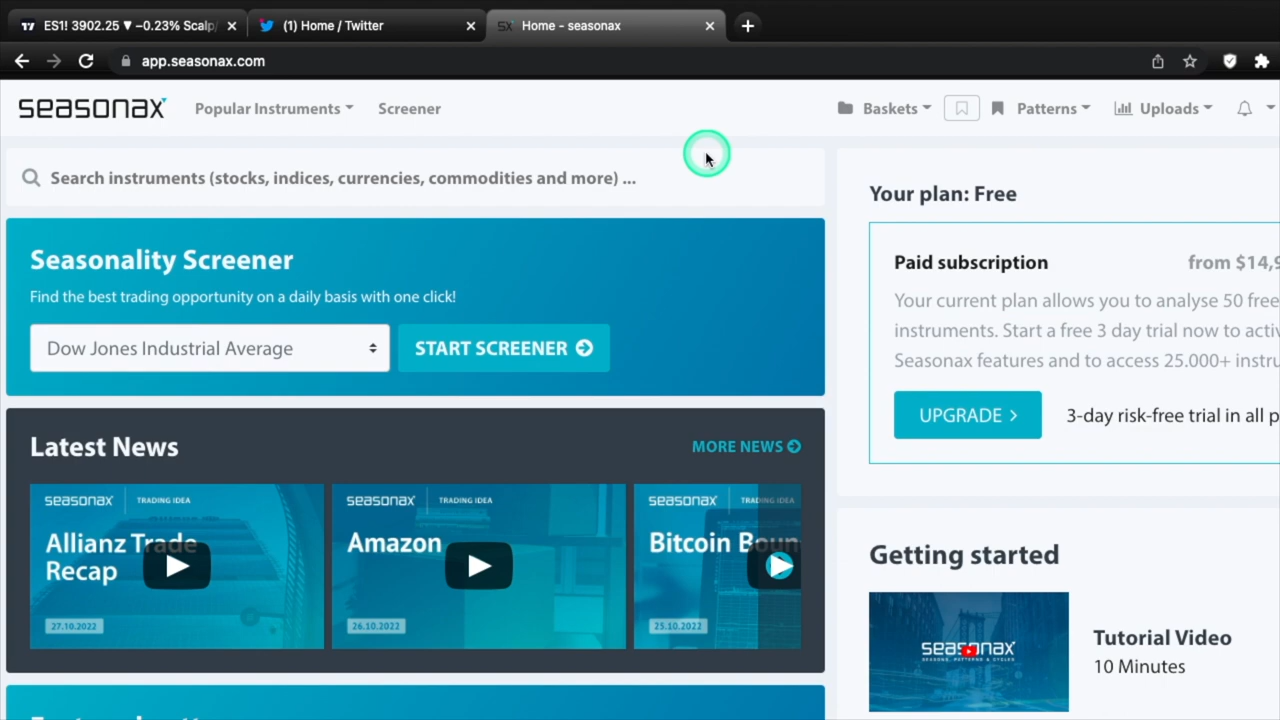 ES1! 3902.25 ▼ −0.23% Scalp
(1) Home / Twitter
Home - seasonax
app.seasonax.com
seasonax
Popular Instruments
Screener
Baskets
Patterns
Uploads
Search instruments (stocks, indices, currencies, commodities and more) ...
Seasonality Screener
Find the best trading opportunity on a daily basis with one click!
Dow Jones Industrial Average
START SCREENER
Latest News
MORE NEWS
seasonax TRADING IDEA
Allianz Trade
Recap
27.10.2022
seasonax TRADING IDEA
Amazon
26.10.2022
seasonax TRADING IDEA
Bitcoin Boun
25.10.2022
Your plan: Free
Paid subscription
from $14,9
Your current plan allows you to analyse 50 free
instruments. Start a free 3 day trial now to activ
Seasonax features and to access 25.000+ instru
UPGRADE
3-day risk-free trial in all p
Getting started
seasonax
SEASONS, PATTERNS & CYCLES
Tutorial Video
10 Minutes